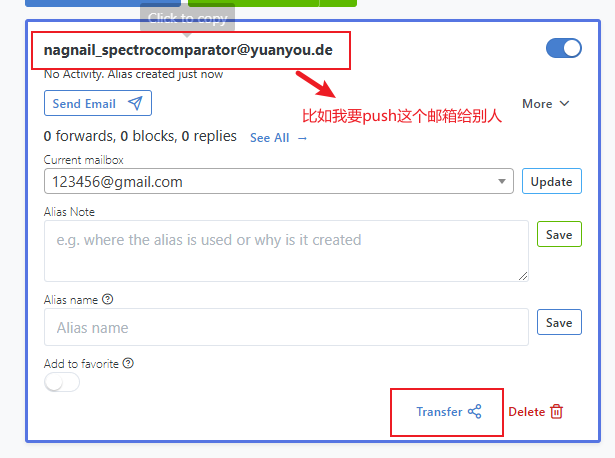 Click to copy
nagnail_spectrocomparator@yuanyou.de
No Activity. Alias created just now
Send Email
More
比如我要push这个邮箱给别人
0 forwards, 0 blocks, 0 replies See All →
Current mailbox
123456@gmail.com
Update
Alias Note
e.g. where the alias is used or why is it created
Save
Alias name
Alias name
Save
Add to favorite
Transfer
Delete